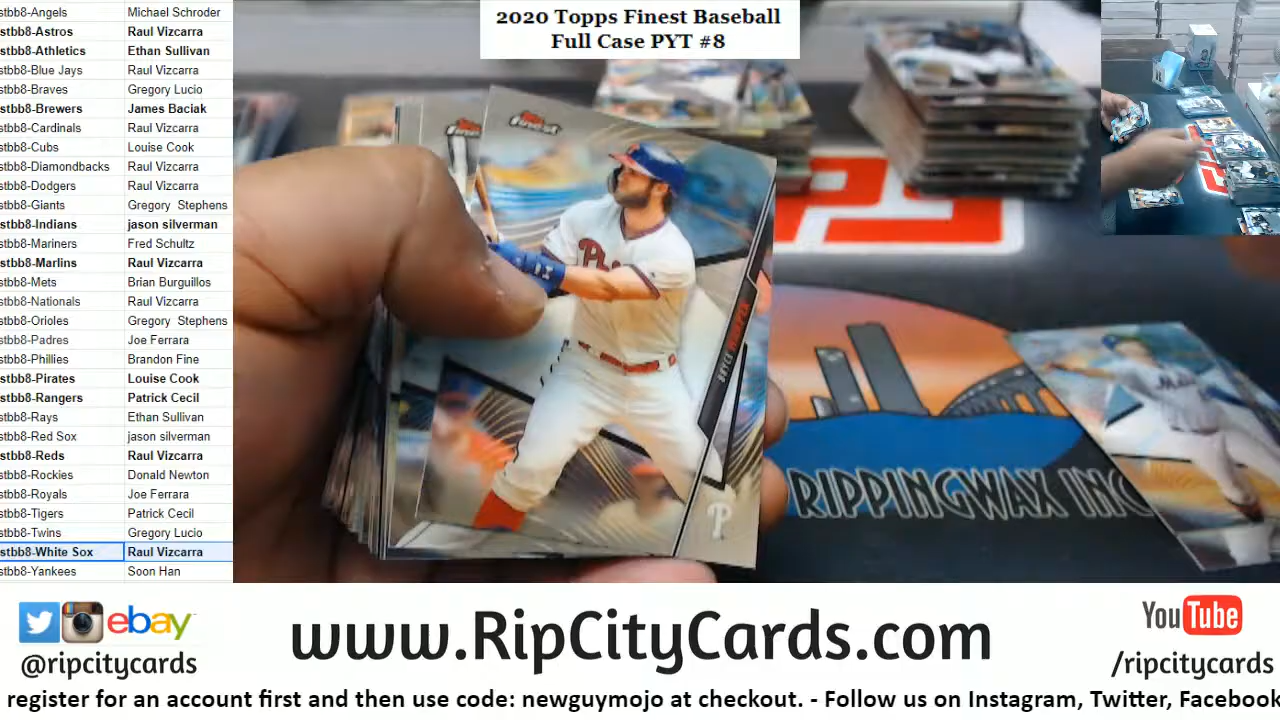 2020 Topps Finest Baseball
Full Case PYT #8
stbb8-Angels Michael Schroder
stbb8-Astros Raul Vizcarra
stbb8-Athletics Ethan Sullivan
stbb8-Blue Jays Raul Vizcarra
stbb8-Braves Gregory Lucio
stbb8-Brewers James Baciak
stbb8-Cardinals Raul Vizcarra
stbb8-Cubs Louise Cook
stbb8-Diamondbacks Raul Vizcarra
stbb8-Dodgers Raul Vizcarra
stbb8-Giants Gregory Stephens
stbb8-Indians jason silverman
stbb8-Mariners Fred Schultz
stbb8-Marlins Raul Vizcarra
stbb8-Mets Brian Burguillos
stbb8-Nationals Raul Vizcarra
stbb8-Orioles Gregory Stephens
stbb8-Padres Joe Ferrara
stbb8-Phillies Brandon Fine
stbb8-Pirates Louise Cook
stbb8-Rangers Patrick Cecil
stbb8-Rays Ethan Sullivan
stbb8-Red Sox jason silverman
stbb8-Reds Raul Vizcarra
stbb8-Rockies Donald Newton
stbb8-Royals Joe Ferrara
stbb8-Tigers Patrick Cecil
stbb8-Twins Gregory Lucio
stbb8-White Sox Raul Vizcarra
stbb8-Yankees Soon Han
Finest
BRYCE HARPER
P
RIPPINGWAX INC
ebay
@ripcitycards
www.RipCityCards.com
YouTube
/ripcitycards
register for an account first and then use code: newguymojo at checkout. - Follow us on Instagram, Twitter, Facebook